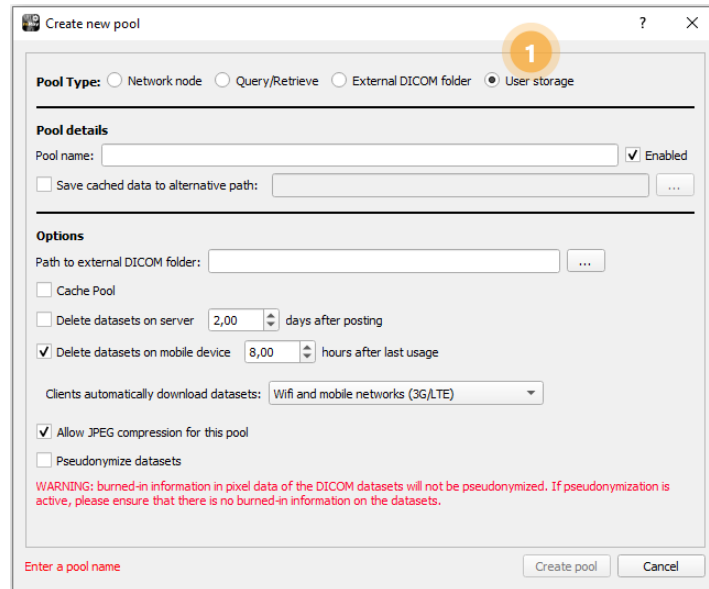 Create new pool ? ×
1
Pool Type: Network node Query/Retrieve External DICOM folder User storage
Pool details
Pool name: Enabled
Save cached data to alternative path: ...
Options
Path to external DICOM folder: ...
Cache Pool
Delete datasets on server 2,00 days after posting
Delete datasets on mobile device 8,00 hours after last usage
Clients automatically download datasets: Wifi and mobile networks (3G/LTE)
Allow JPEG compression for this pool
Pseudonymize datasets
WARNING: burned-in information in pixel data of the DICOM datasets will not be pseudonymized. If pseudonymization is
active, please ensure that there is no burned-in information on the datasets.
Enter a pool name Create pool Cancel